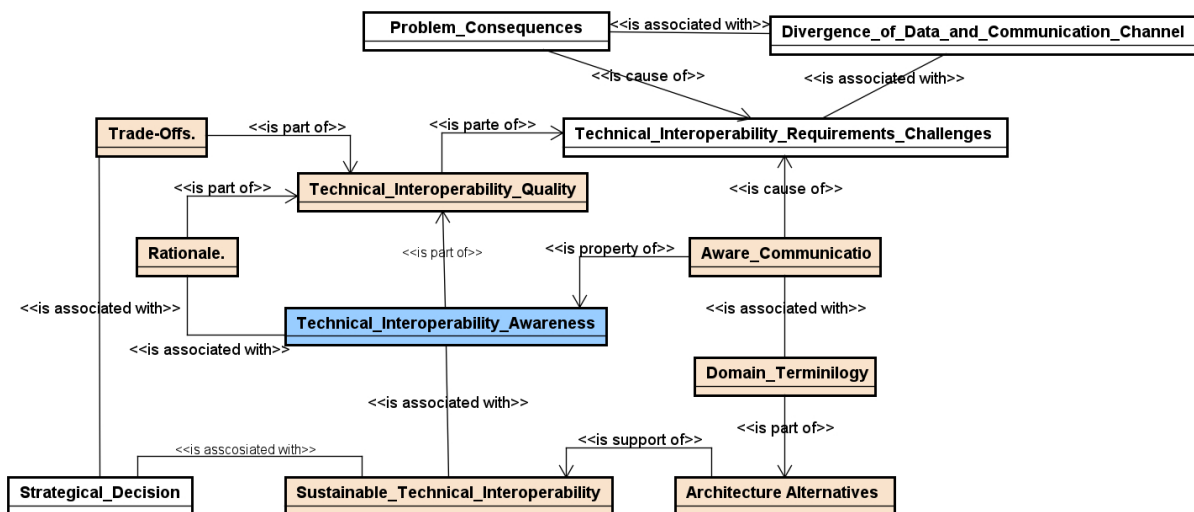 Problem_Consequences
<<is associated with>>
Divergence_of_Data_and_Communication_Channel
<<is cause of>>
<<is associated with>>
Trade-Offs.
<<is part of>>
<<is parte of>>
Technical_Interoperability_Requirements_Challenges
<<is part of>>
Technical_Interoperability_Quality
<<is cause of>>
Rationale.
<<is part of>>
<<is property of>>
Aware_Communicatio
<<is associated with>>
Technical_Interoperability_Awareness
<<is associated with>>
<<is associated with>>
Domain_Terminilogy
<<is associated with>>
<<is part of>>
<<is asscosiated with>>
<<is support of>>
Strategical_Decision
Sustainable_Technical_Interoperability
Architecture Alternatives